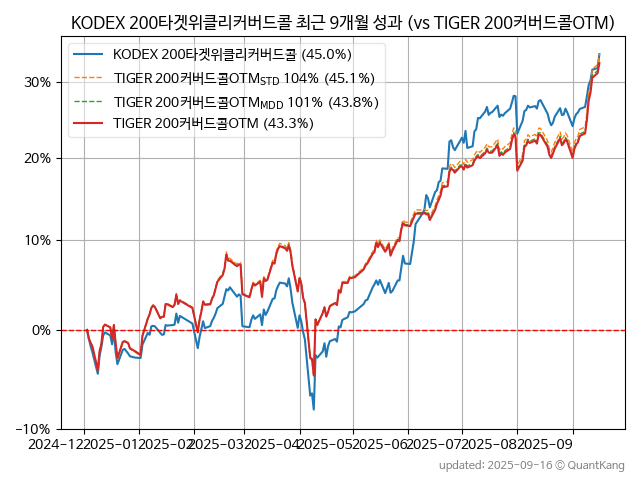 KODEX 200타겟위클리커버드콜 최근 9개월 성과 (vs TIGER 200커버드콜OTM)
KODEX 200타겟위클리커버드콜 (45.0%)
TIGER 200커버드콜OTMSTD 104% (45.1%)
TIGER 200커버드콜OTMMDD 101% (43.8%)
TIGER 200커버드콜OTM (43.3%)
30%
20%
10%
0%
-10%
2024-12 2025-01 2025-02 2025-03 2025-04 2025-05 2025-06 2025-07 2025-08 2025-09
updated: 2025-09-16 © QuantKang